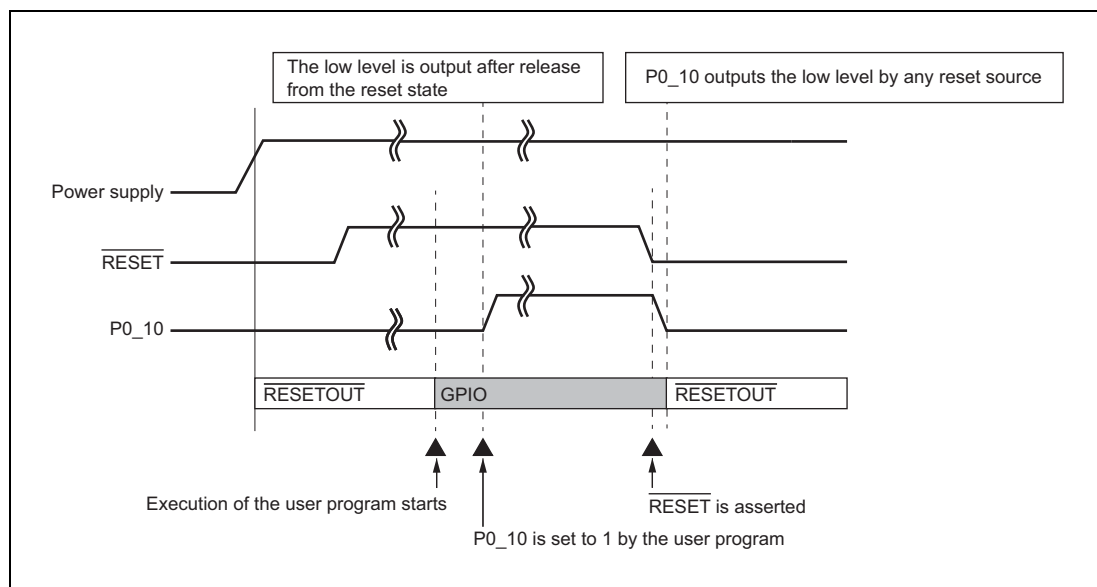 The low level is output after release
from the reset state
P0_10 outputs the low level by any reset source
Power supply
RESET
P0_10
RESETOUT
GPIO
RESETOUT
Execution of the user program starts
RESET is asserted
P0_10 is set to 1 by the user program